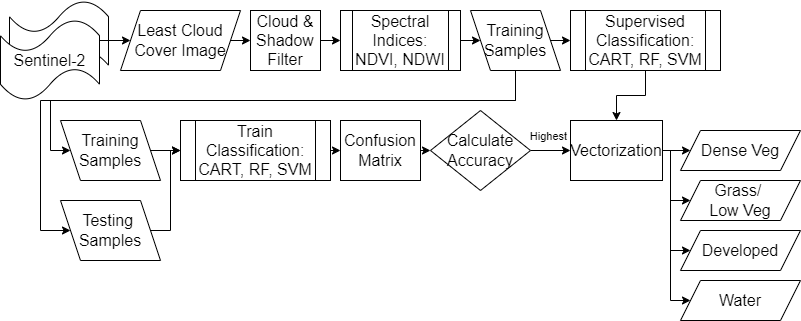 Sentinel-2
Least Cloud
Cover Image
Cloud &
Shadow
Filter
Spectral
Indices:
NDVI, NDWI
Training
Samples
Supervised
Classification:
CART, RF, SVM
Training
Samples
Testing
Samples
Train
Classification:
CART, RF, SVM
Confusion
Matrix
Calculate
Accuracy
Highest
Vectorization
Dense Veg
Grass/
Low Veg
Developed
Water